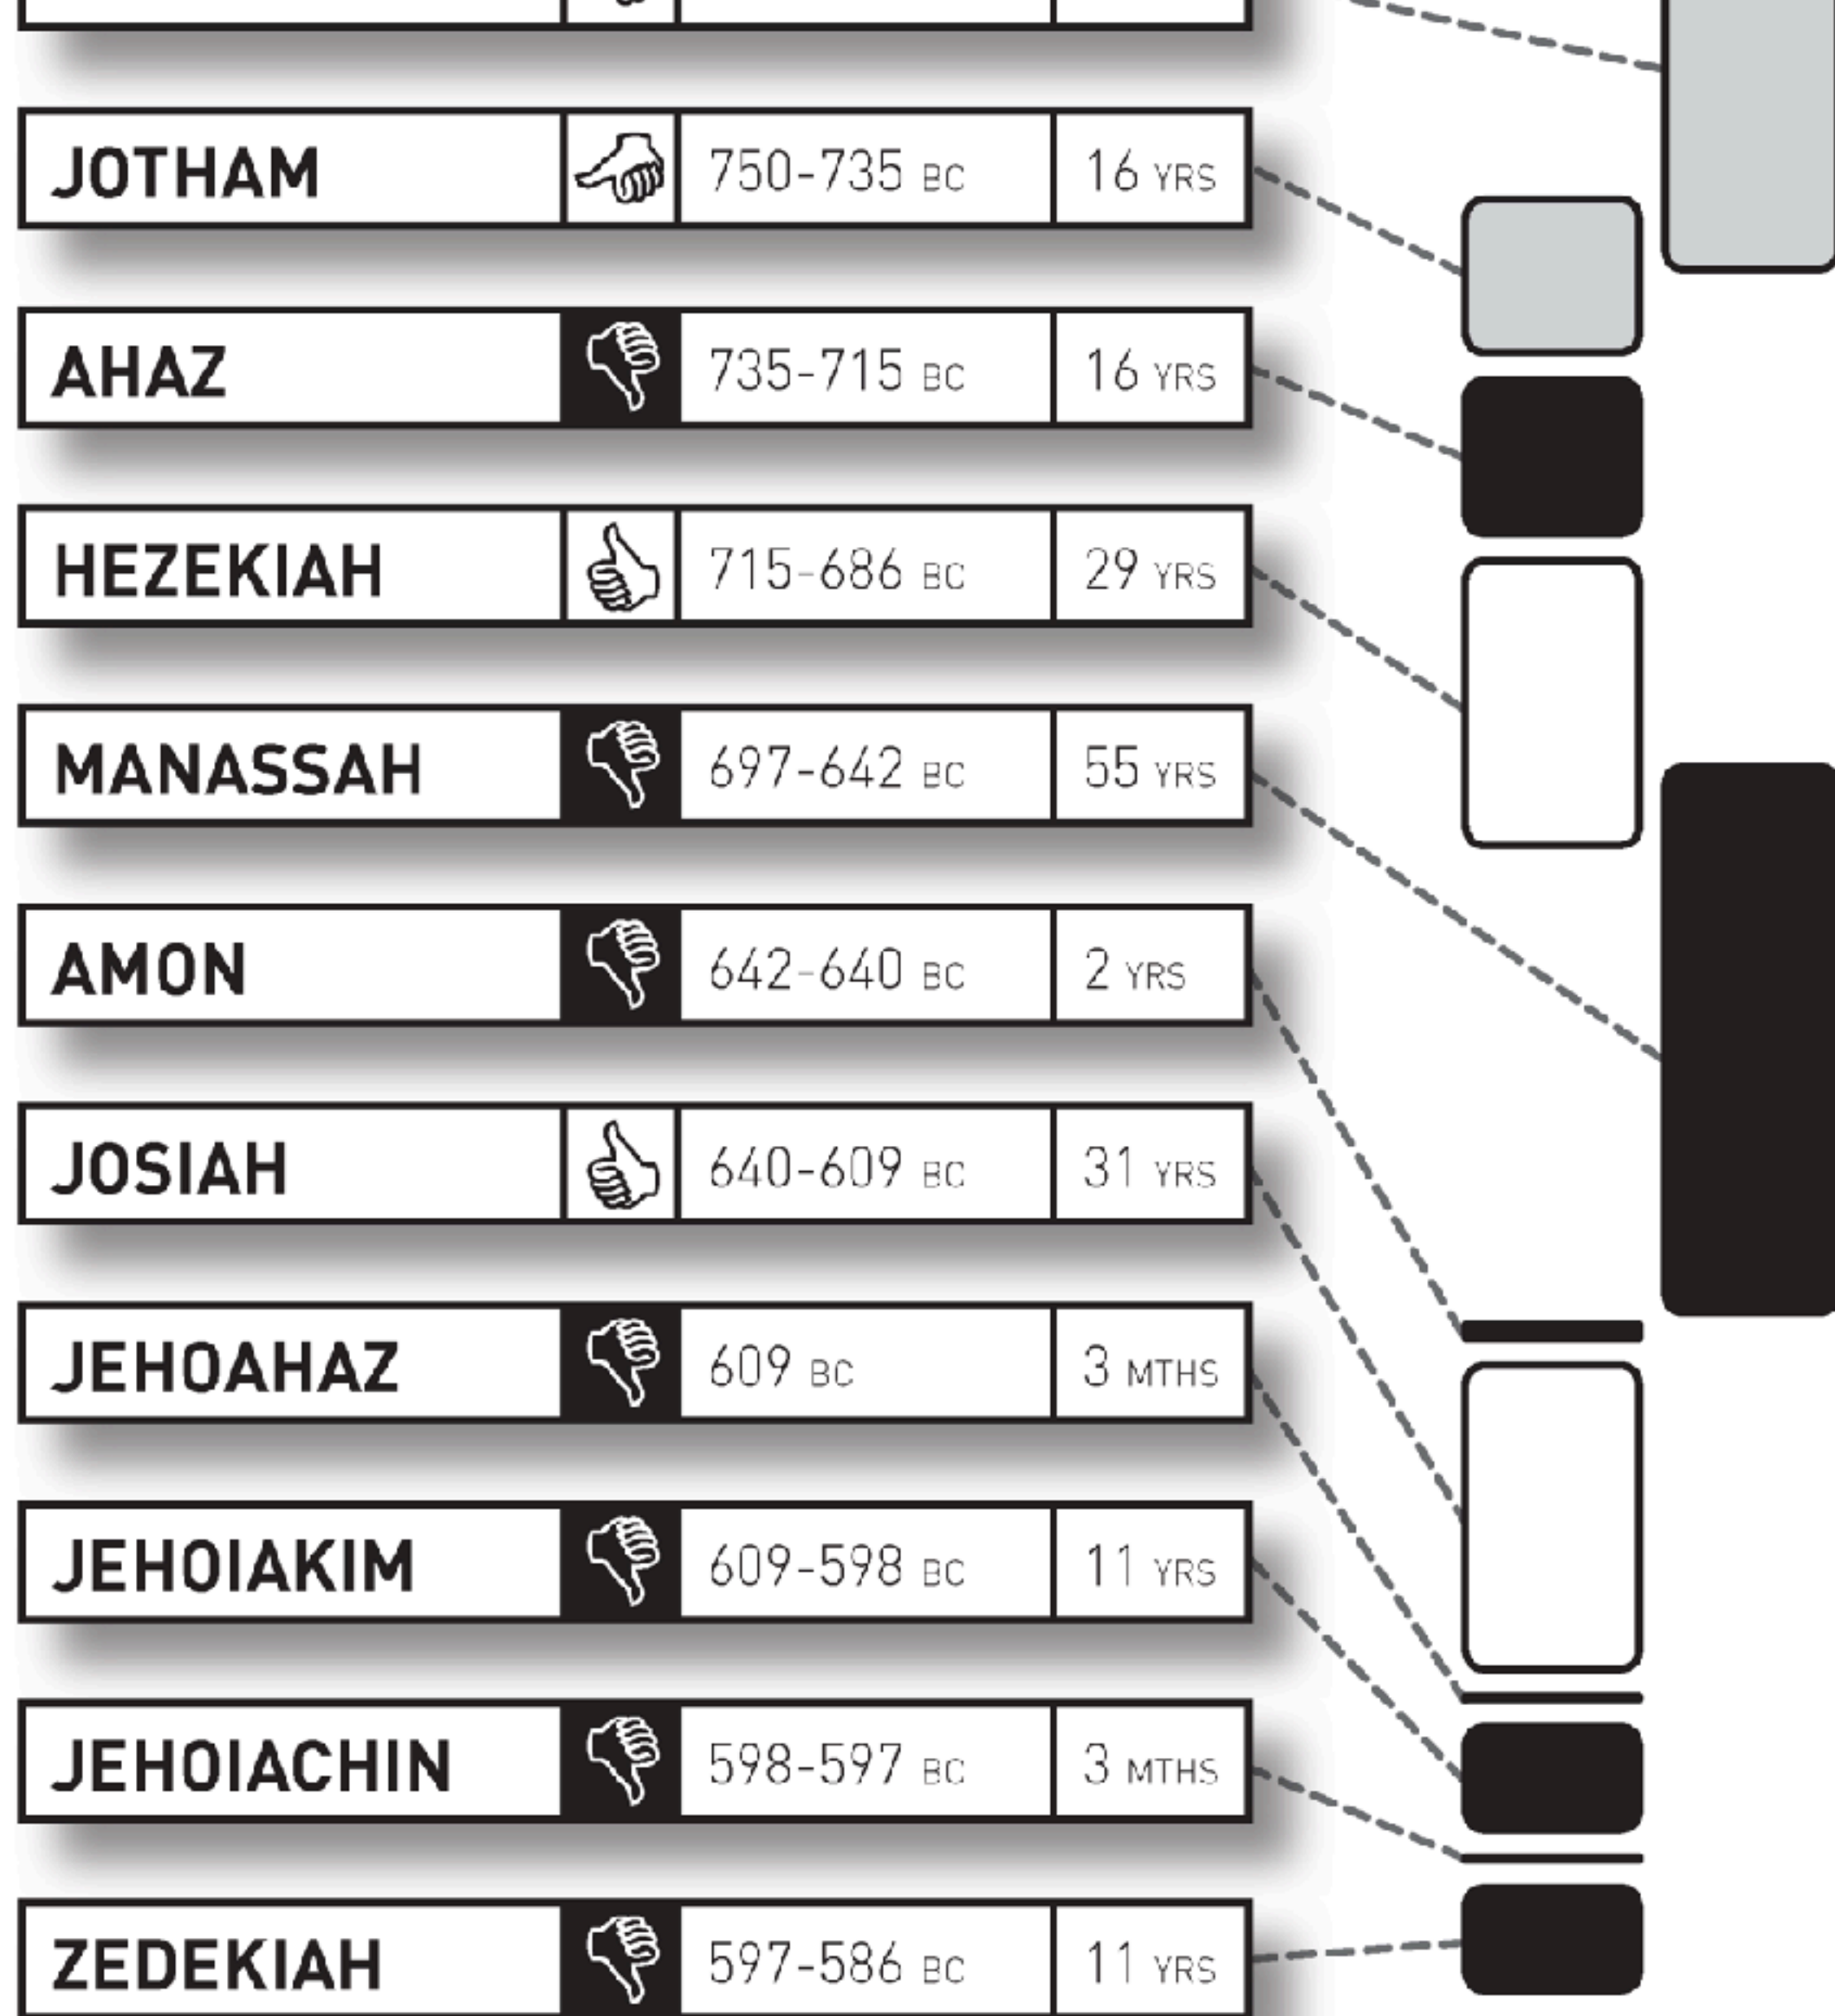 JOTHAM 750-735 BC 16 YRS
AHAZ 735-715 BC 16 YRS
HEZEKIAH 715-686 BC 29 YRS
MANASSAH 697-642 BC 55 YRS
AMON 642-640 BC 2 YRS
JOSIAH 640-609 BC 31 YRS
JEHOAHAZ 609 BC 3 MTHS
JEHOIAKIM 609-598 BC 11 YRS
JEHOIACHIN 598-597 BC 3 MTHS
ZEDEKIAH 597-586 BC 11 YRS